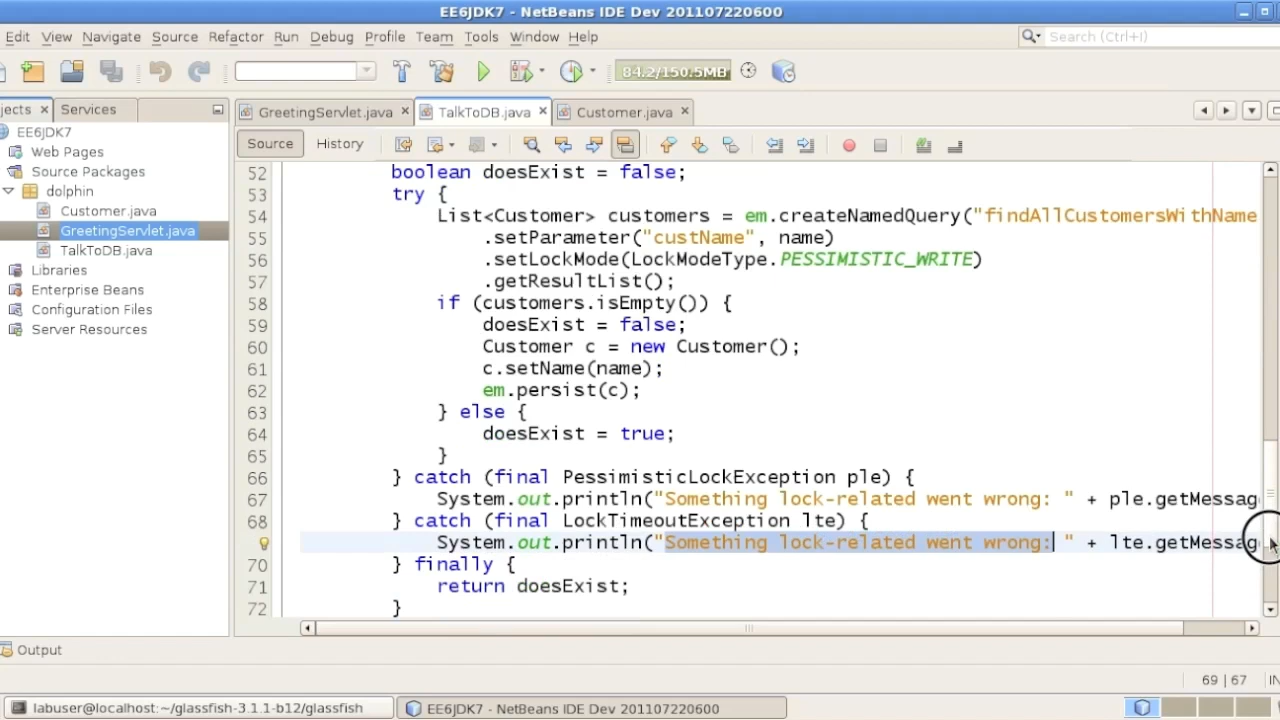 EE6JDK7 - NetBeans IDE Dev 201107220600
Edit View Navigate Source Refactor Run Debug Profile Team Tools Window Help Search (Ctrl+I)
84.2/150.5MB
jects Services GreetingServlet.java TalkToDB.java Customer.java
EE6JDK7
Web Pages
Source Packages
dolphin
Customer.java
GreetingServlet.java
TalkToDB.java
Libraries
Enterprise Beans
Configuration Files
Server Resources
Source History
52 boolean doesExist = false;
53 try {
54 List<Customer> customers = em.createNamedQuery("findAllCustomersWithName
55 .setParameter("custName", name)
56 .setLockMode(LockModeType.PESSIMISTIC_WRITE)
57 .getResultList();
58 if (customers.isEmpty()) {
59 doesExist = false;
60 Customer c = new Customer();
61 c.setName(name);
62 em.persist(c);
63 } else {
64 doesExist = true;
65 }
66 } catch (final PessimisticLockException ple) {
67 System.out.println("Something lock-related went wrong: " + ple.getMessag
68 } catch (final LockTimeoutException lte) {
System.out.println("Something lock-related went wrong: " + lte.getMessag
70 } finally {
71 return doesExist;
72 }
Output
69 | 67 IN
labuser@localhost:~/glassfish-3.1.1-b12/glassfish EE6JDK7 - NetBeans IDE Dev 201107220600